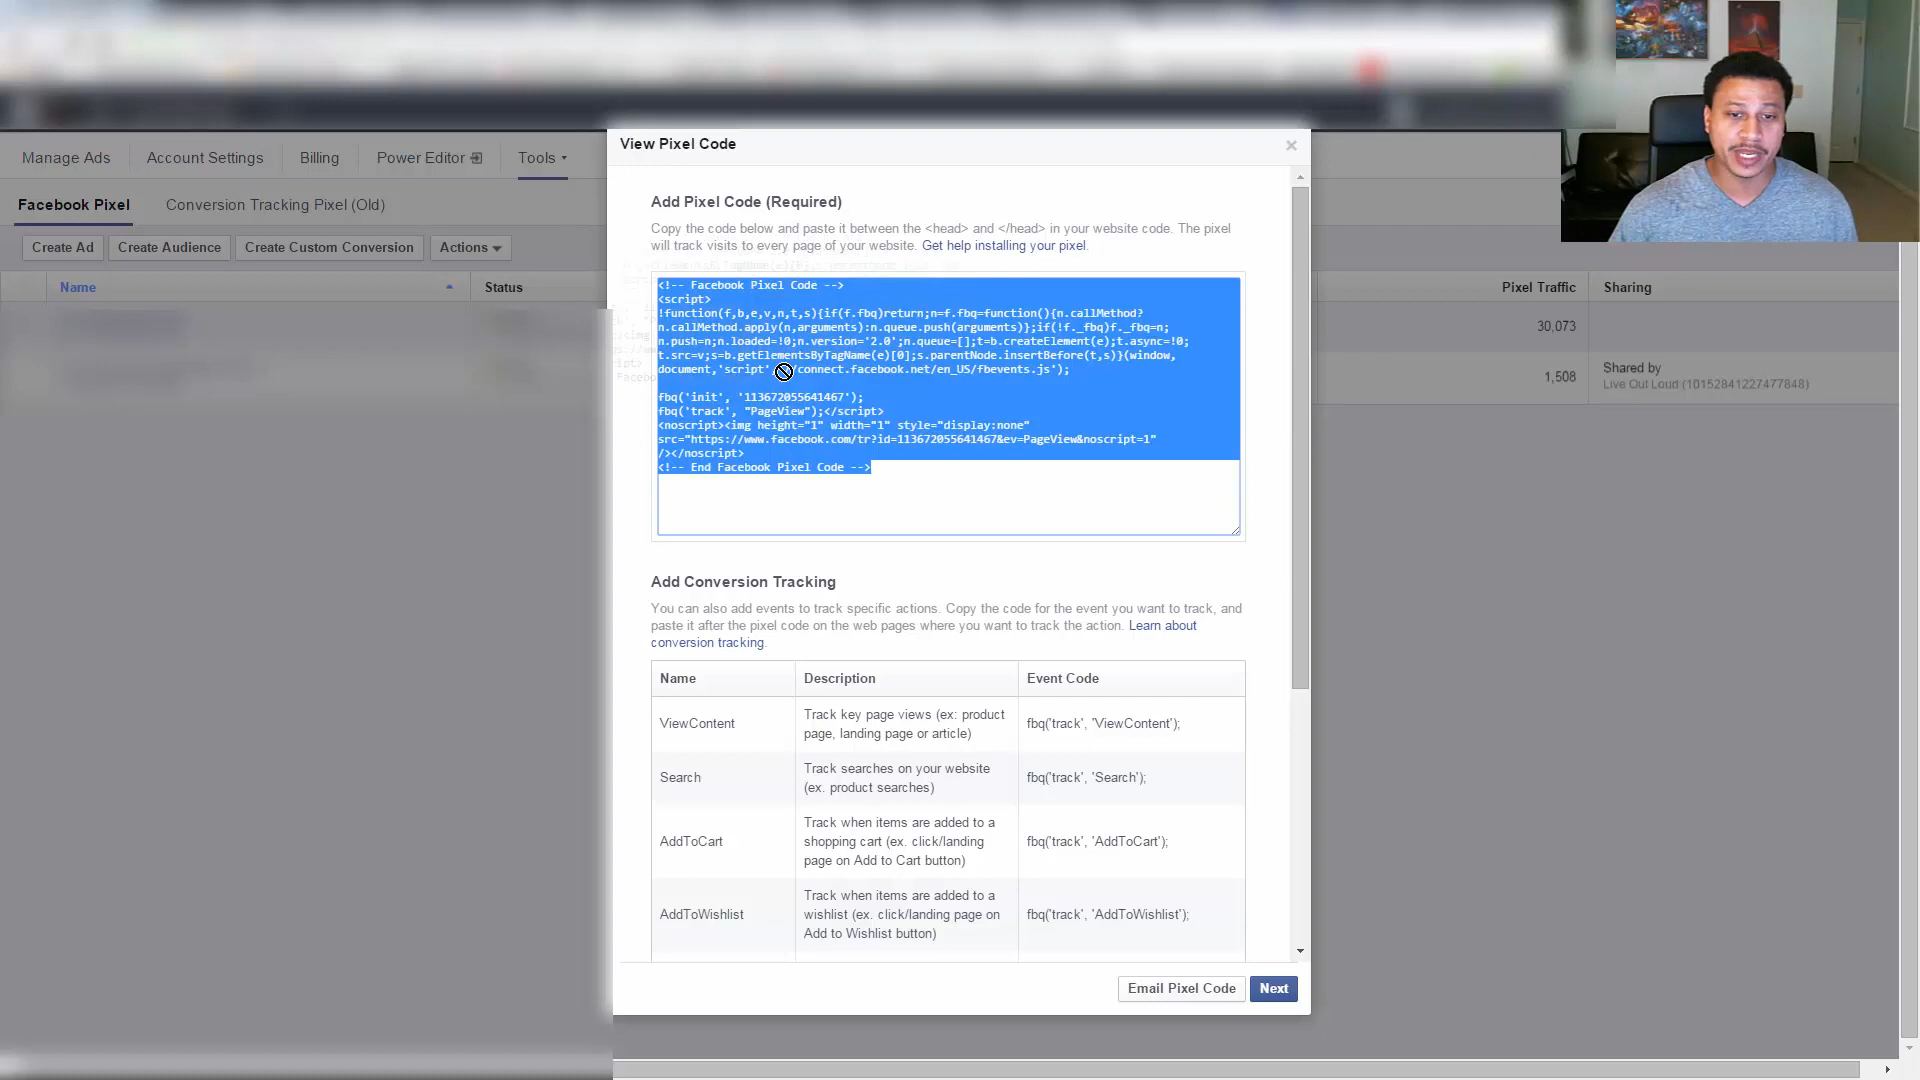 View Pixel Code
×
Manage Ads
Account Settings
Billing
Power Editor
Tools
Facebook Pixel
Conversion Tracking Pixel (Old)
Create Ad
Create Audience
Create Custom Conversion
Actions
Name
Status
Pixel Traffic
Sharing
30,073
1,508
Shared by
Live Out Loud (10152841227477848)
Add Pixel Code (Required)
Copy the code below and paste it between the <head> and </head> in your website code. The pixel
will track visits to every page of your website. Get help installing your pixel.
<!-- Facebook Pixel Code -->
<script>
!function(f,b,e,v,n,t,s){if(f.fbq)return;n=f.fbq=function(){n.callMethod?
n.callMethod.apply(n,arguments):n.queue.push(arguments)};if(!f._fbq)f._fbq=n;
n.push=n;n.loaded=!0;n.version='2.0';n.queue=[];t=b.createElement(e);t.async=!0;
t.src=v;s=b.getElementsByTagName(e)[0];s.parentNode.insertBefore(t,s)}(window,
document,'script' /connect.facebook.net/en_US/fbevents.js');
fbq('init', '113672055641467');
fbq('track', "PageView");</script>
<noscript><img height="1" width="1" style="display:none"
src="https://www.facebook.com/tr?id=113672055641467&ev=PageView&noscript=1"
/></noscript>
<!-- End Facebook Pixel Code -->
Add Conversion Tracking
You can also add events to track specific actions. Copy the code for the event you want to track, and
paste it after the pixel code on the web pages where you want to track the action. Learn about
conversion tracking.
Name
Description
Event Code
ViewContent
Track key page views (ex: product
page, landing page or article)
fbq('track', 'ViewContent');
Search
Track searches on your website
(ex. product searches)
fbq('track', 'Search');
AddToCart
Track when items are added to a
shopping cart (ex. click/landing
page on Add to Cart button)
fbq('track', 'AddToCart');
AddToWishlist
Track when items are added to a
wishlist (ex. click/landing page on
Add to Wishlist button)
fbq('track', 'AddToWishlist');
Email Pixel Code
Next